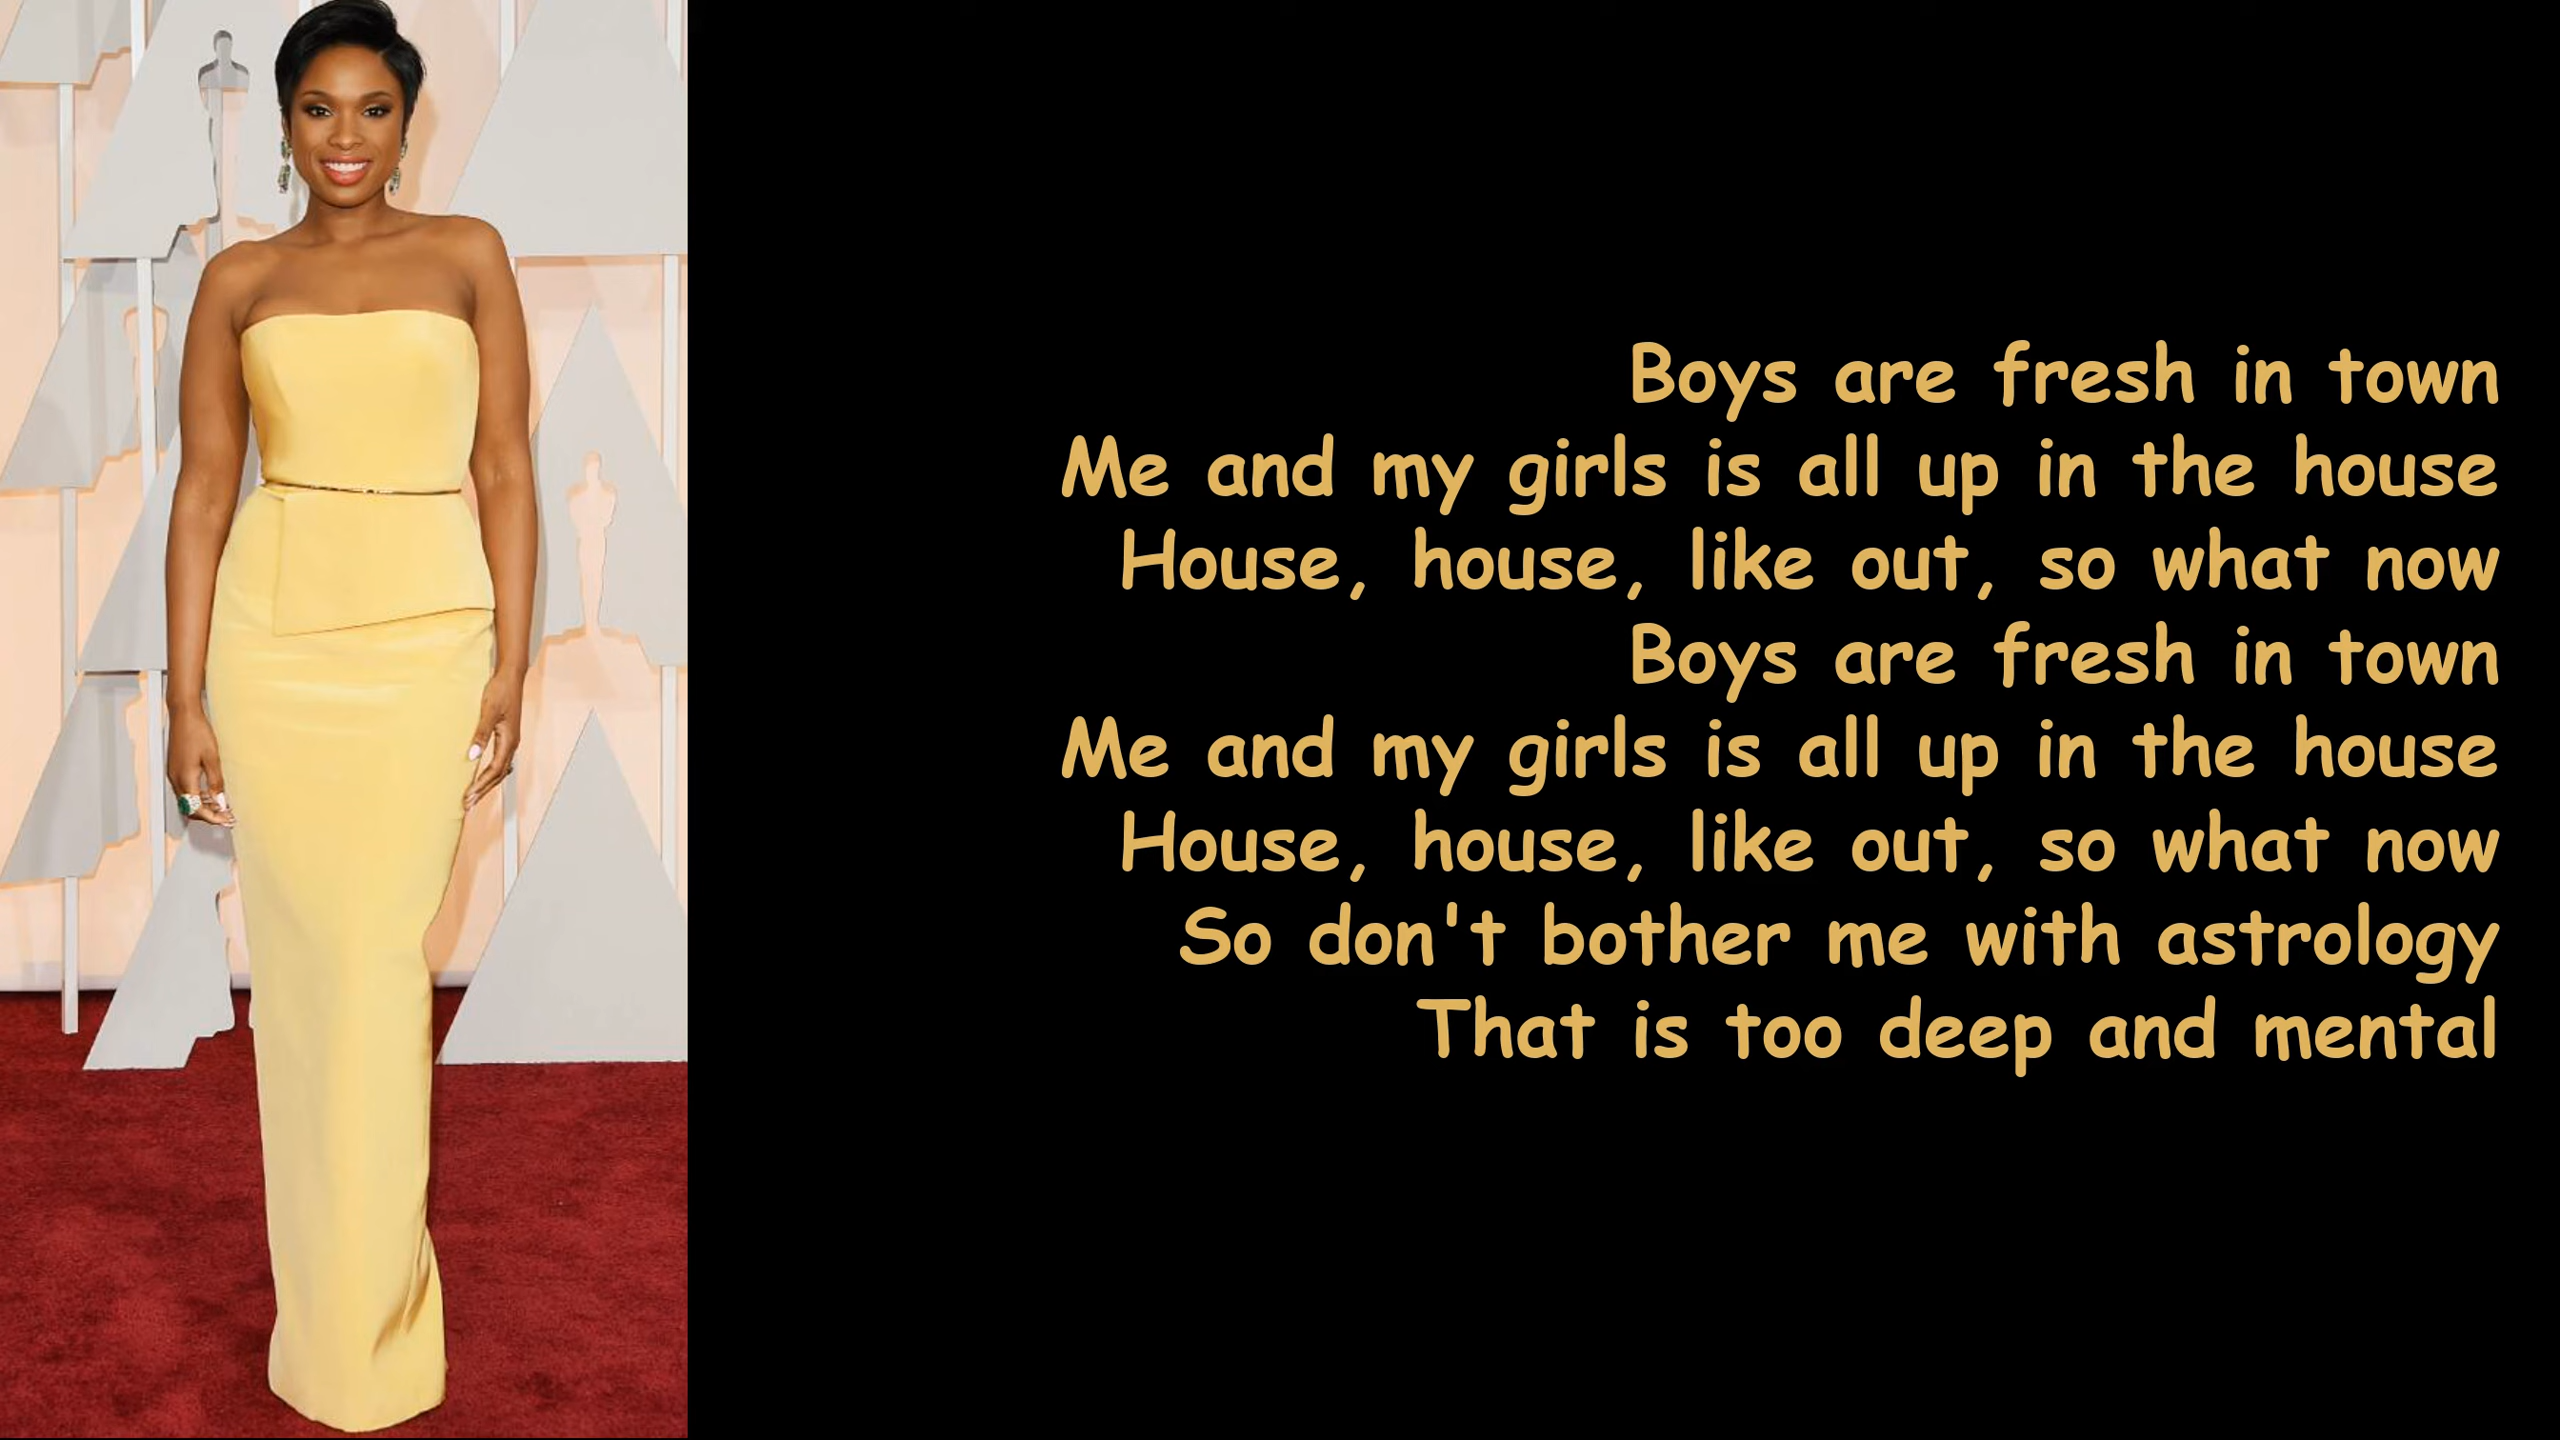 Boys are fresh in town
Me and my girls is all up in the house
House, house, like out, so what now
Boys are fresh in town
Me and my girls is all up in the house
House, house, like out, so what now
So don't bother me with astrology
That is too deep and mental